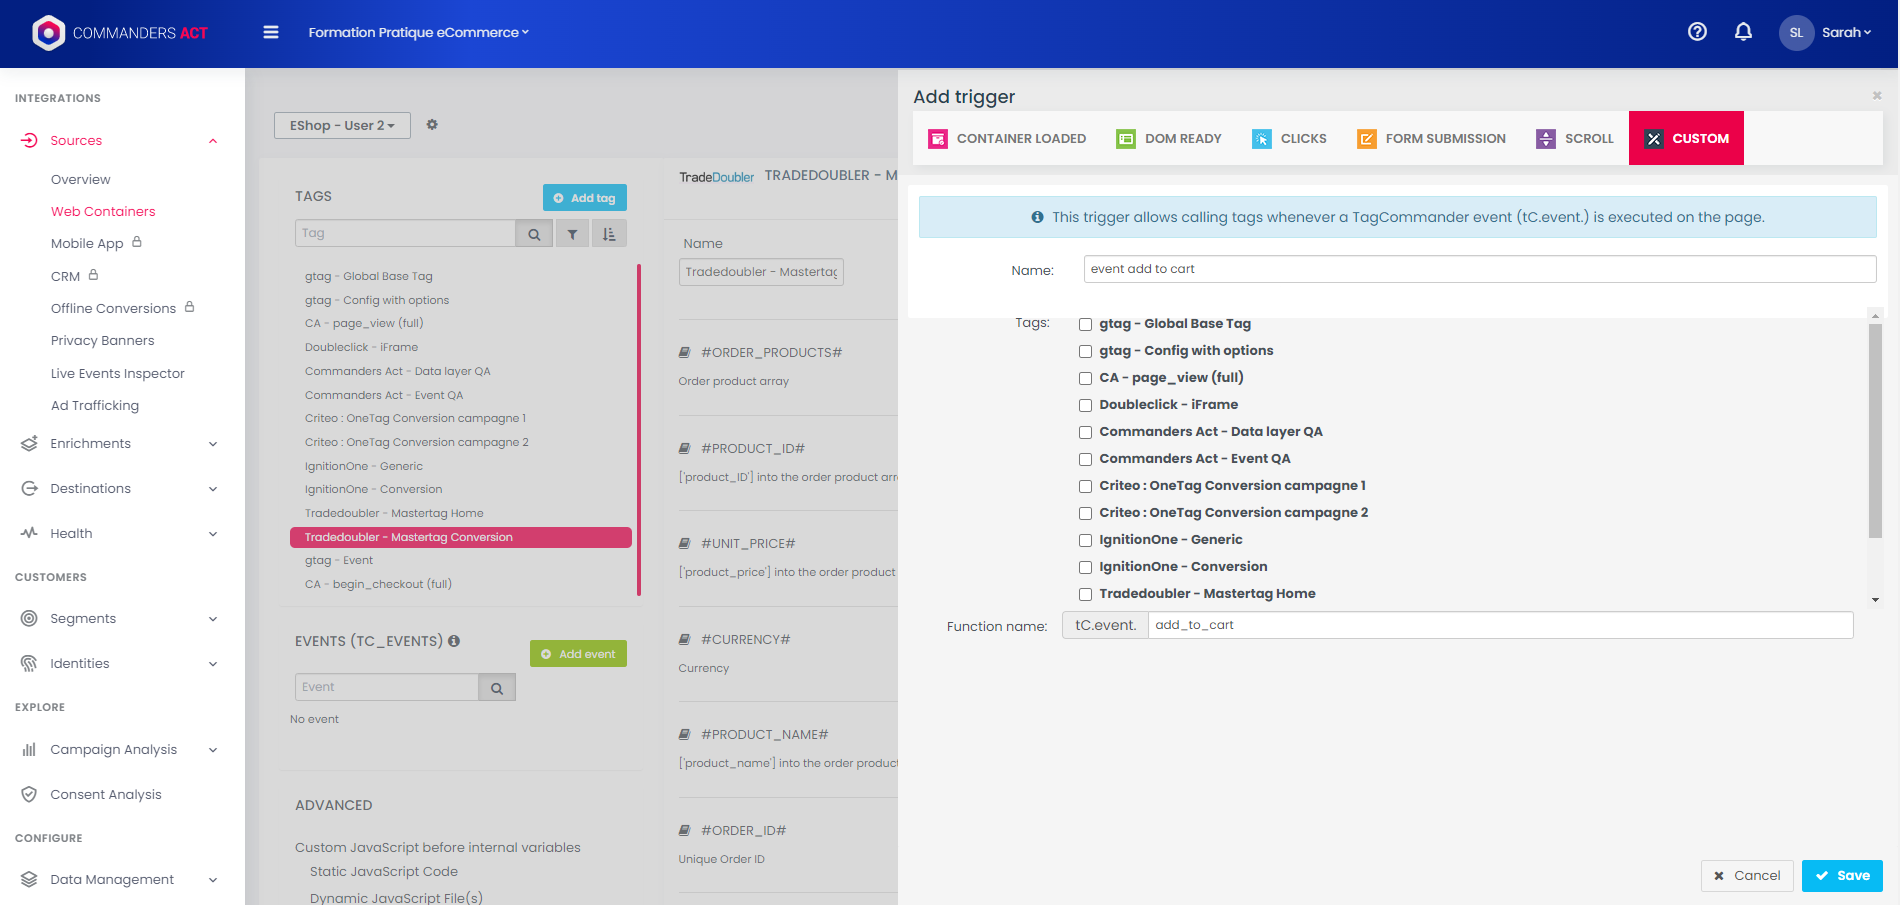 COMMANDERS ACT
Formation Pratique eCommerce
SL
Sarah
INTEGRATIONS
Sources
Overview
Web Containers
Mobile App
CRM
Offline Conversions
Privacy Banners
Live Events Inspector
Ad Trafficking
Enrichments
Destinations
Health
CUSTOMERS
Segments
Identities
EXPLORE
Campaign Analysis
Consent Analysis
CONFIGURE
Data Management
EShop - User 2
TAGS
Add tag
Tag
gtag - Global Base Tag
gtag - Config with options
CA - page_view (full)
Doubleclick - iFrame
Commanders Act - Data layer QA
Commanders Act - Event QA
Criteo : OneTag Conversion campagne 1
Criteo : OneTag Conversion campagne 2
IgnitionOne - Generic
IgnitionOne - Conversion
Tradedoubler - Mastertag Home
Tradedoubler - Mastertag Conversion
gtag - Event
CA - begin_checkout (full)
EVENTS (TC_EVENTS)
Add event
Event
No event
ADVANCED
Custom JavaScript before internal variables
Static JavaScript Code
Dynamic JavaScript File(s)
TradeDoubler TRADEDOUBLER - M
Name
Tradedoubler - Mastertag
#ORDER_PRODUCTS#
Order product array
#PRODUCT_ID#
['product_ID'] into the order product arr
#UNIT_PRICE#
['product_price'] into the order product
#CURRENCY#
Currency
#PRODUCT_NAME#
['product_name'] into the order product
#ORDER_ID#
Unique Order ID
Add trigger
CONTAINER LOADED
DOM READY
CLICKS
FORM SUBMISSION
SCROLL
CUSTOM
This trigger allows calling tags whenever a TagCommander event (tC.event.) is executed on the page.
Name:
event add to cart
Tags:
gtag - Global Base Tag
gtag - Config with options
CA - page_view (full)
Doubleclick - iFrame
Commanders Act - Data layer QA
Commanders Act - Event QA
Criteo : OneTag Conversion campagne 1
Criteo : OneTag Conversion campagne 2
IgnitionOne - Generic
IgnitionOne - Conversion
Tradedoubler - Mastertag Home
Function name:
tC.event.
add_to_cart
Cancel
Save